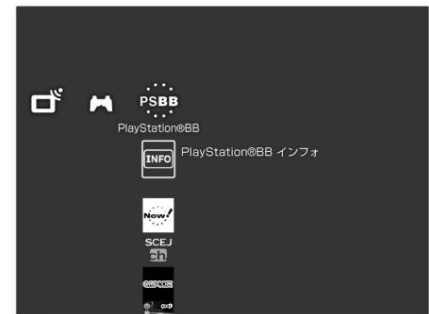 PSBB
PlayStation®BB
INFO
PlayStation®BB インフォ
Now!
SCEJ
ch